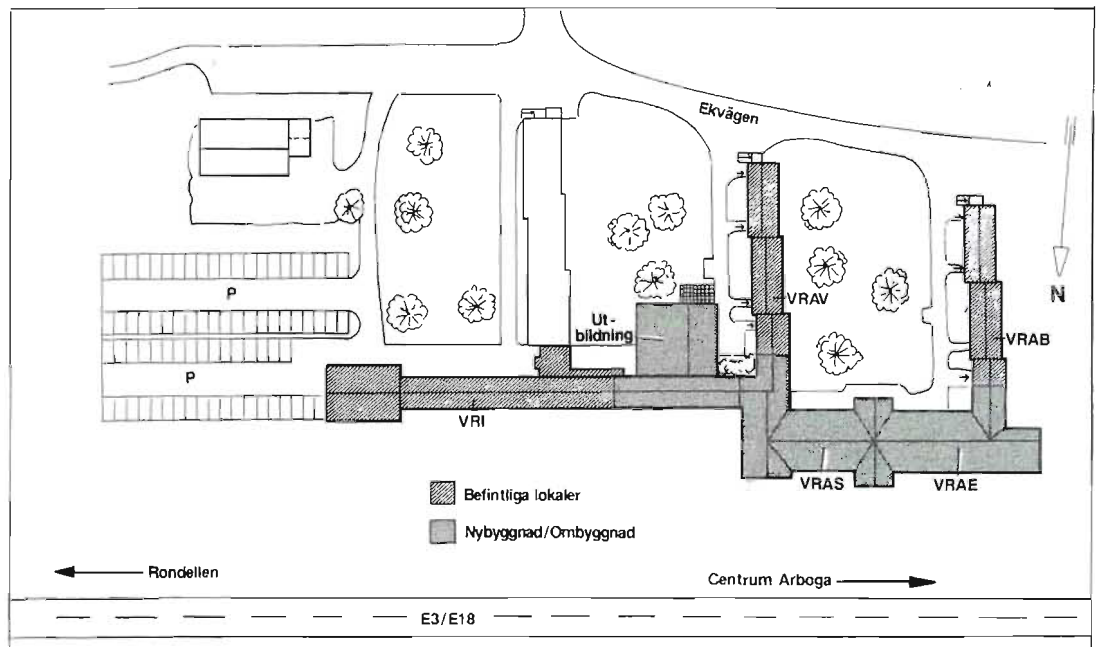 Ekvägen
N
P
P
Ut-
bildning
VRAV
VRAB
VRI
VRAS
VRAE
Befintliga lokaler
Nybyggnad/Ombyggnad
Rondellen
Centrum Arboga
E3/E18